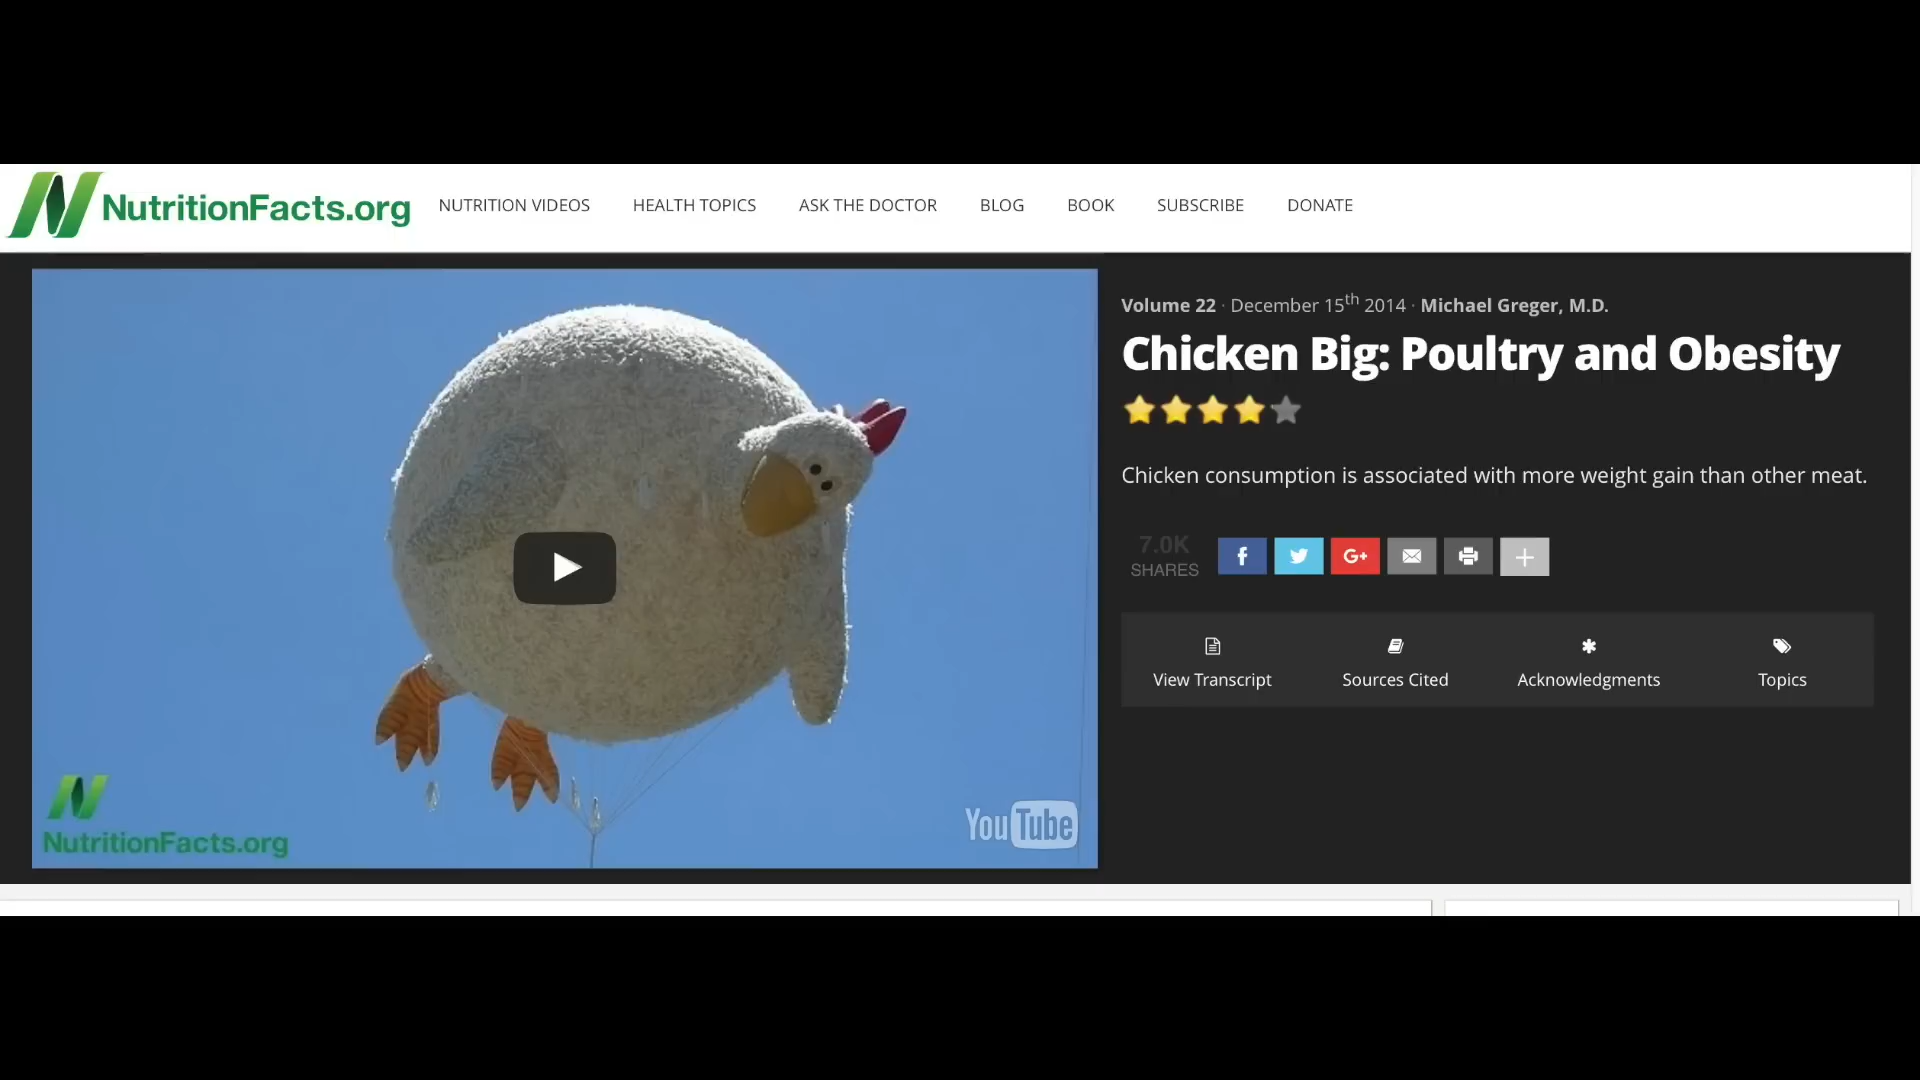 NutritionFacts.org
NUTRITION VIDEOS HEALTH TOPICS ASK THE DOCTOR BLOG BOOK SUBSCRIBE DONATE
Volume 22 · December 15th 2014 · Michael Greger, M.D.
Chicken Big: Poultry and Obesity
Chicken consumption is associated with more weight gain than other meat.
7.0K
SHARES
f
G+
View Transcript Sources Cited Acknowledgments Topics
NutritionFacts.org
YouTube